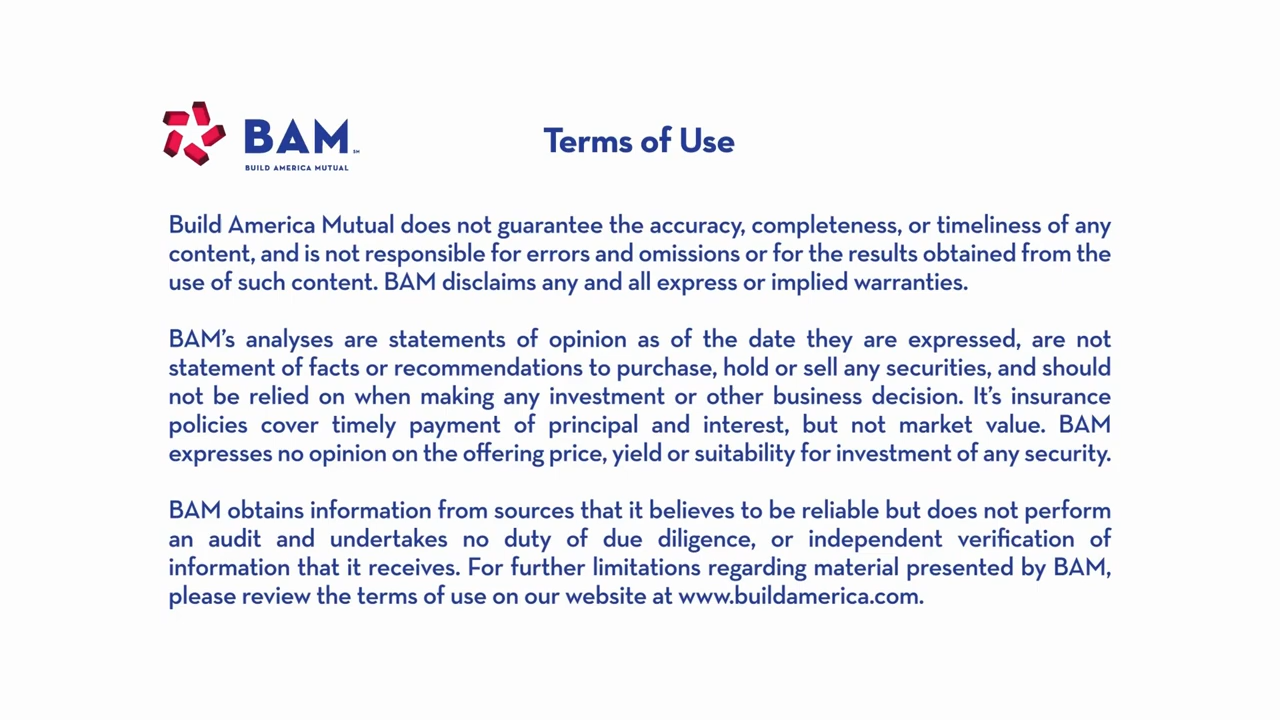 BAM
SM
BUILD AMERICA MUTUAL
Terms of Use
Build America Mutual does not guarantee the accuracy, completeness, or timeliness of any
content, and is not responsible for errors and omissions or for the results obtained from the
use of such content. BAM disclaims any and all express or implied warranties.
BAM’s analyses are statements of opinion as of the date they are expressed, are not
statement of facts or recommendations to purchase, hold or sell any securities, and should
not be relied on when making any investment or other business decision. It’s insurance
policies cover timely payment of principal and interest, but not market value. BAM
expresses no opinion on the offering price, yield or suitability for investment of any security.
BAM obtains information from sources that it believes to be reliable but does not perform
an audit and undertakes no duty of due diligence, or independent verification of
information that it receives. For further limitations regarding material presented by BAM,
please review the terms of use on our website at www.buildamerica.com.